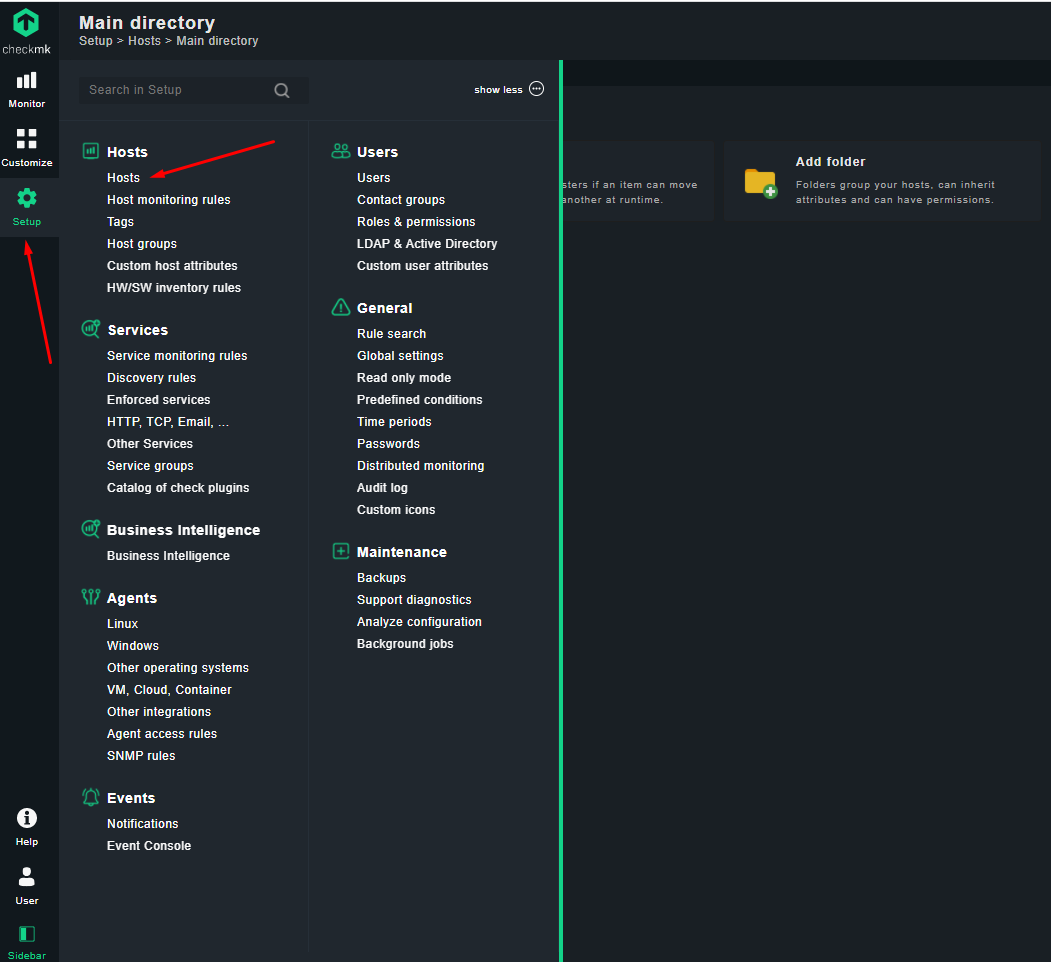 checkmk
Monitor
Customize
Setup
Help
User
Sidebar
Main directory
Setup > Hosts > Main directory
Search in Setup
show less
Hosts
Hosts
Host monitoring rules
Tags
Host groups
Custom host attributes
HW/SW inventory rules
Services
Service monitoring rules
Discovery rules
Enforced services
HTTP, TCP, Email, ...
Other Services
Service groups
Catalog of check plugins
Business Intelligence
Business Intelligence
Agents
Linux
Windows
Other operating systems
VM, Cloud, Container
Other integrations
Agent access rules
SNMP rules
Events
Notifications
Event Console
Users
Users
Contact groups
Roles & permissions
LDAP & Active Directory
Custom user attributes
General
Rule search
Global settings
Read only mode
Predefined conditions
Time periods
Passwords
Distributed monitoring
Audit log
Custom icons
Maintenance
Backups
Support diagnostics
Analyze configuration
Background jobs
sters if an item can move
another at runtime.
Add folder
Folders group your hosts, can inherit
attributes and can have permissions.